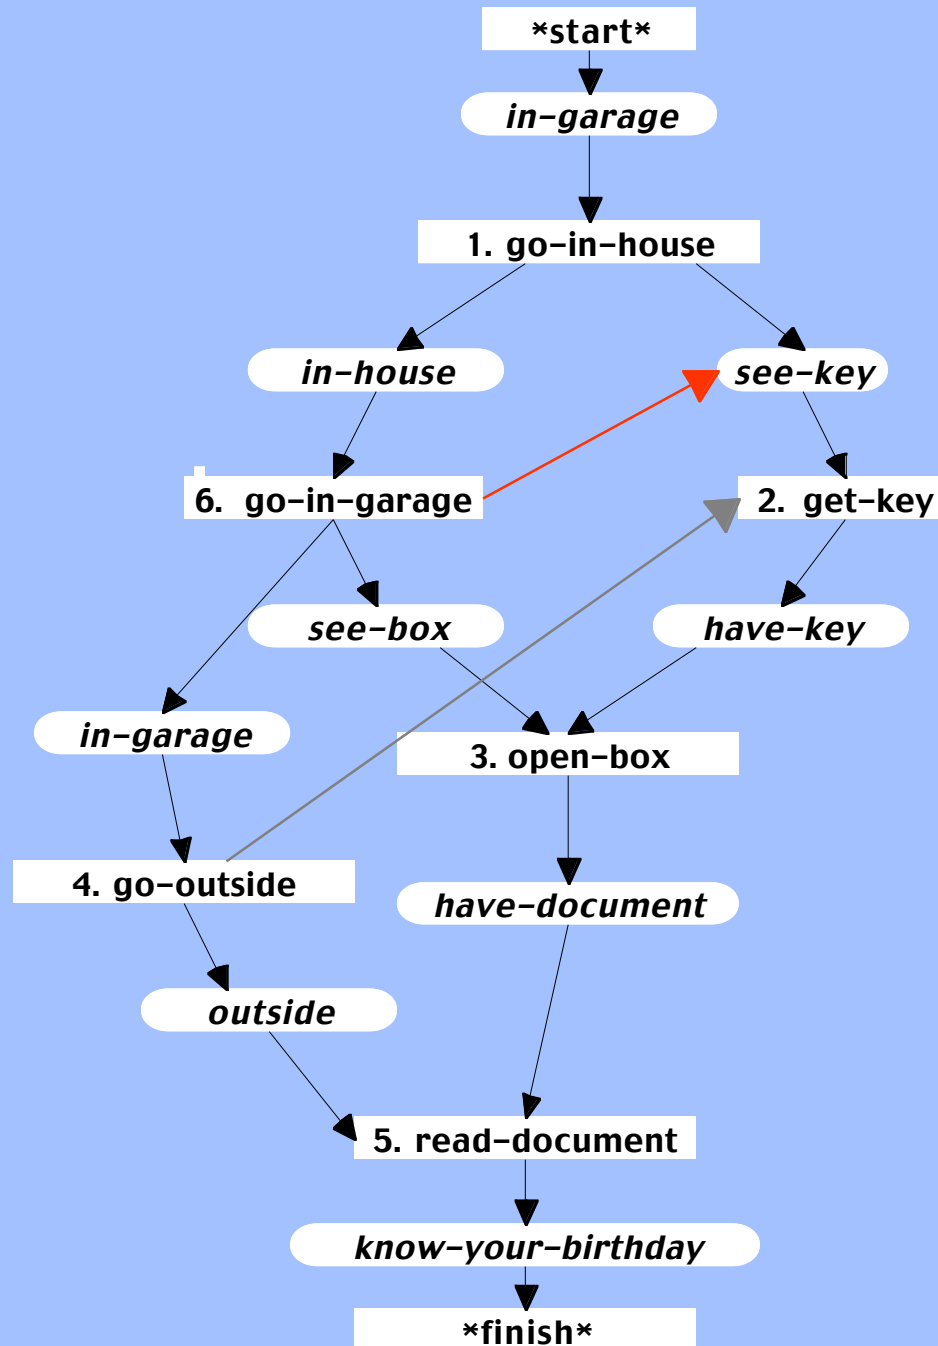 *start*
in-garage
1. go-in-house
in-house
see-key
6. go-in-garage
2. get-key
see-box
have-key
in-garage
3. open-box
4. go-outside
have-document
outside
5. read-document
know-your-birthday
*finish*